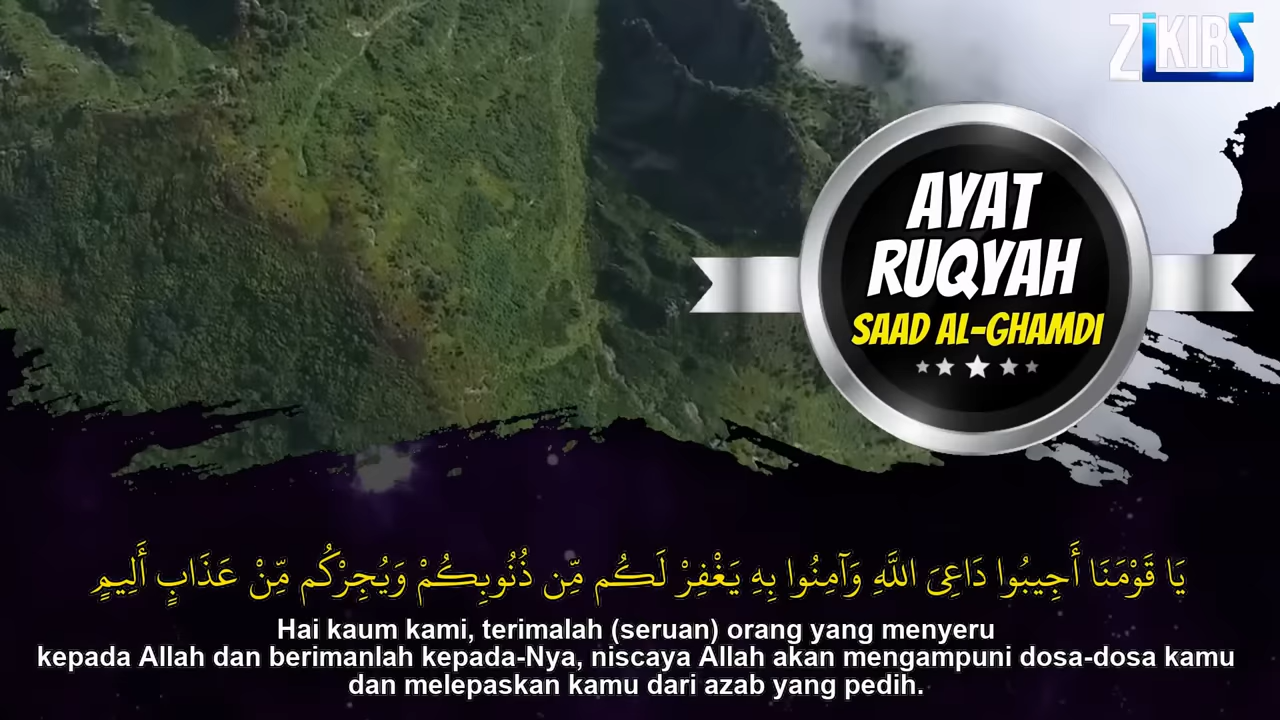 ZIKIRS
AYAT
RUQYAH
SAAD AL-GHAMDI
يَا قَوْمَنَا أَجِيبُوا دَاعِىَ اللَّهِ وَآمِنُوا بِهِ يَغْفِرْ لَكُم مِّن ذُنُوبِكُمْ وَيُجِرْكُم مِّنْ عَذَابٍ أَلِيمٍ
Hai kaum kami, terimalah (seruan) orang yang menyeru
kepada Allah dan berimanlah kepada-Nya, niscaya Allah akan mengampuni dosa-dosa kamu
dan melepaskan kamu dari azab yang pedih.